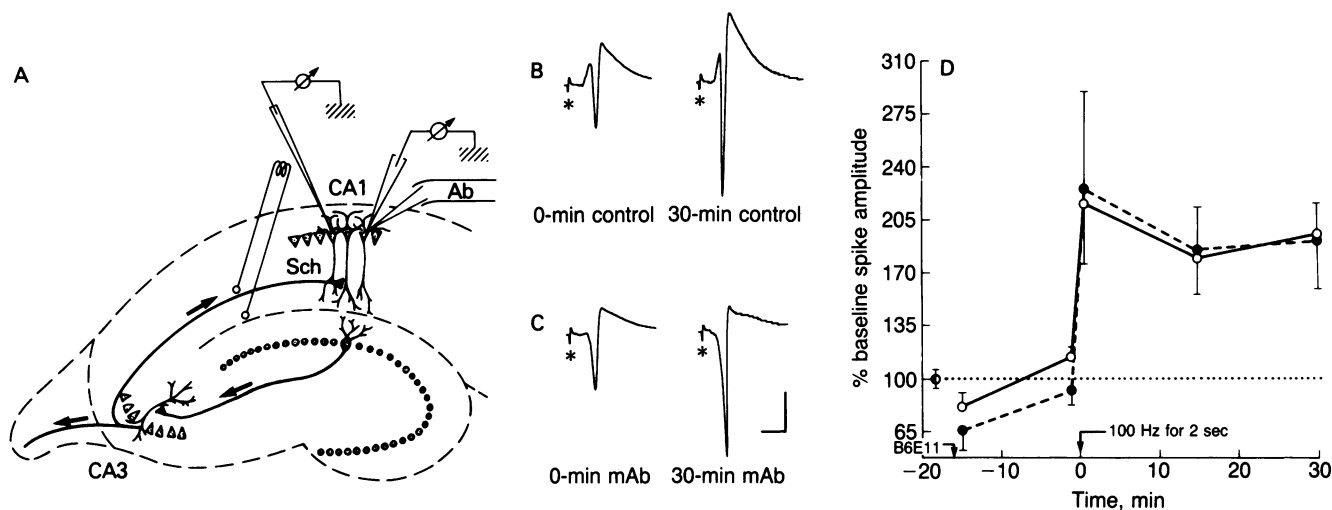 A
CA1
Ab
Sch
CA3
B
*
*
0-min control 30-min control
C
*
*
0-min mAb 30-min mAb
D
% baseline spike amplitude
310
275
240
205
170
135
100
65
B6E11
100 Hz for 2 sec
−20 −10 0 10 20 30
Time, min